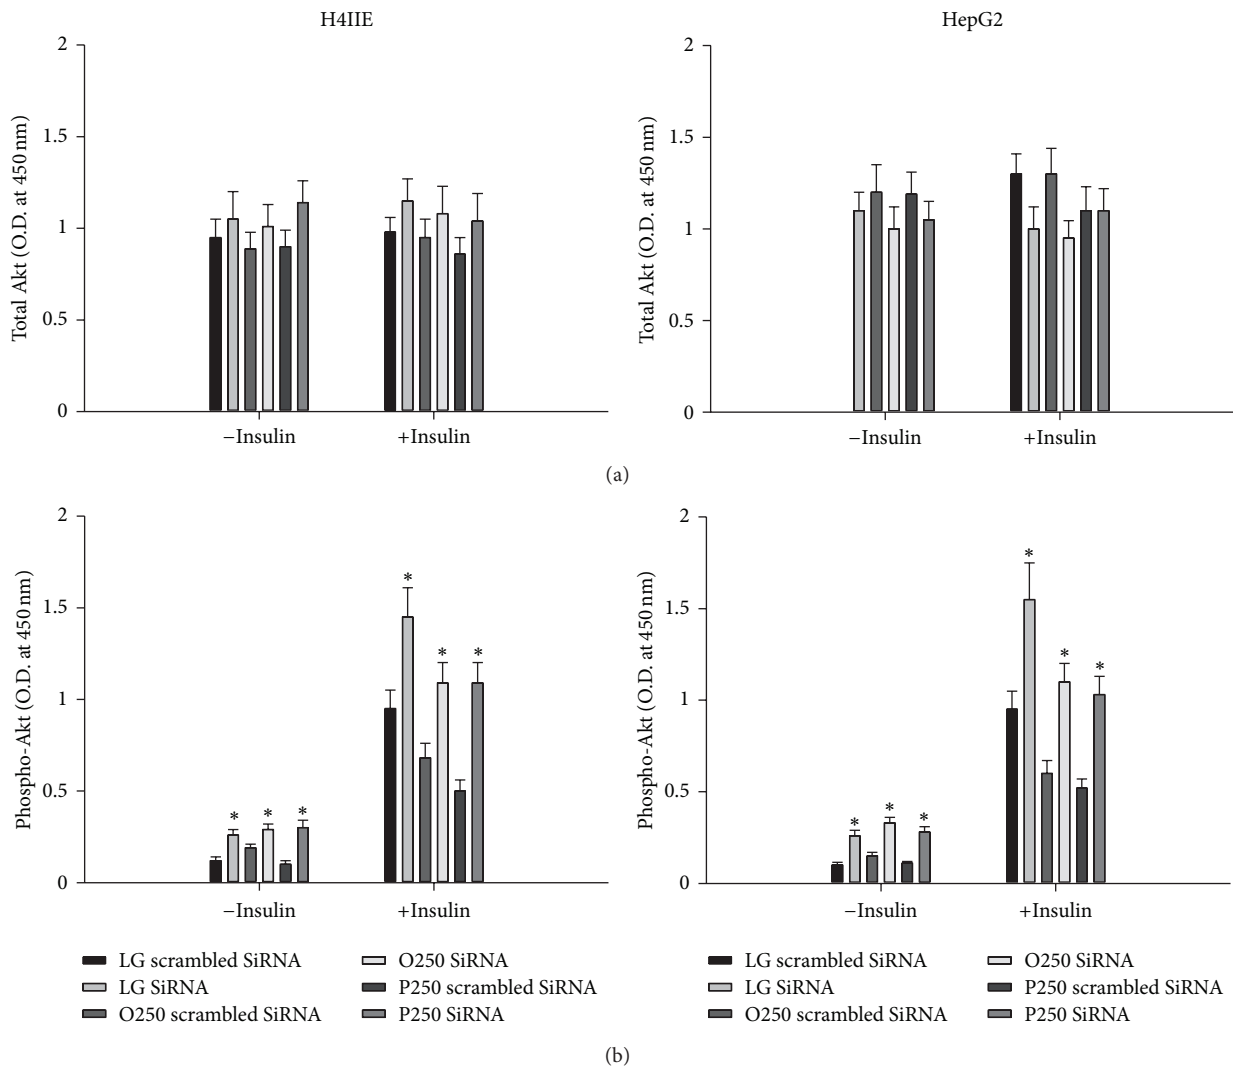 H4IIE
HepG2
Total Akt (O.D. at 450 nm)
2
1.5
1
0.5
0
−Insulin
+Insulin
Total Akt (O.D. at 450 nm)
2
1.5
1
0.5
0
−Insulin
+Insulin
(a)
Phospho-Akt (O.D. at 450 nm)
2
1.5
1
0.5
0
* * * * * *
−Insulin
+Insulin
LG scrambled SiRNA
LG SiRNA
O250 scrambled SiRNA
O250 SiRNA
P250 scrambled SiRNA
P250 SiRNA
Phospho-Akt (O.D. at 450 nm)
2
1.5
1
0.5
0
* * * * * *
−Insulin
+Insulin
LG scrambled SiRNA
LG SiRNA
O250 scrambled SiRNA
O250 SiRNA
P250 scrambled SiRNA
P250 SiRNA
(b)